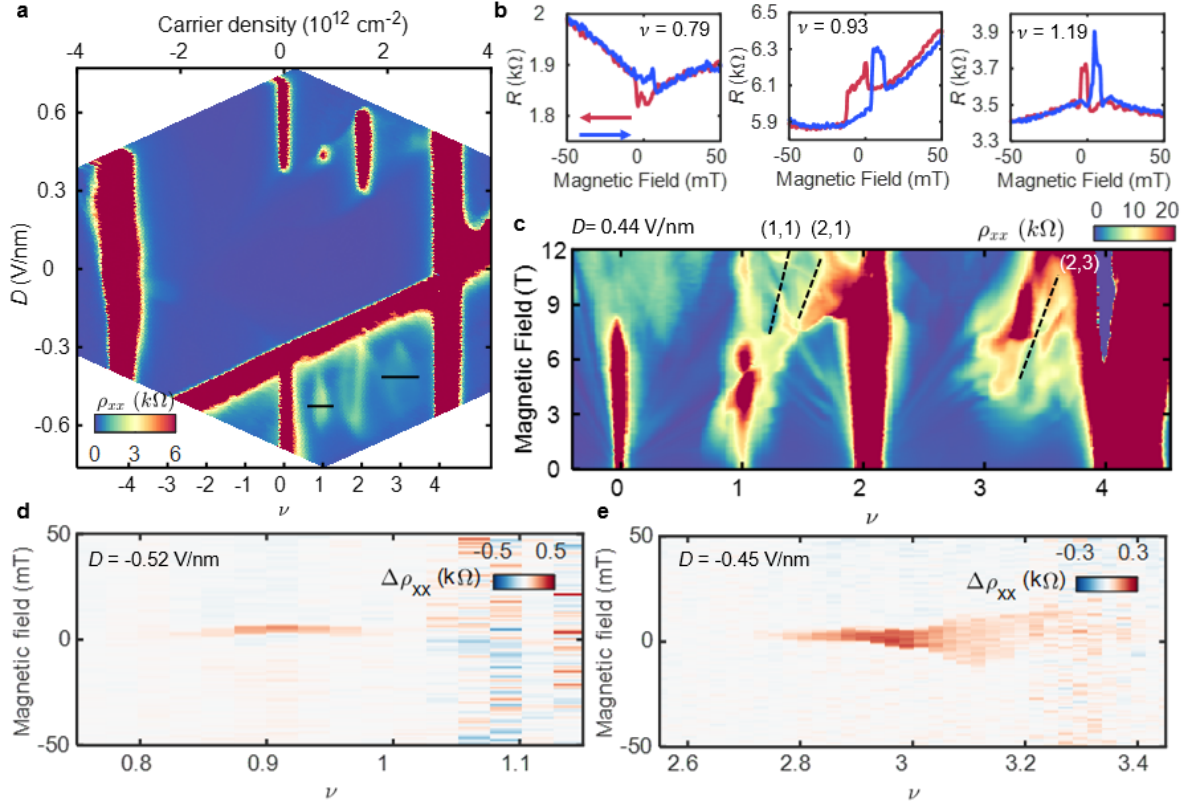 a
Carrier density (10¹² cm⁻²)
-4 -2 0 2 4
D (V/nm)
0.6
0.3
0
-0.3
-0.6
ρxx (kΩ)
0 3 6
-4 -3 -2 -1 0 1 2 3 4
ν
b
R (kΩ)
2
1.9
1.8
ν = 0.79
-50 0 50
Magnetic Field (mT)
R (kΩ)
6.5
6.2
5.9
ν = 0.93
-50 0 50
Magnetic Field (mT)
R (kΩ)
3.9
3.7
3.5
3.3
ν = 1.19
-50 0 50
Magnetic Field (mT)
c
D= 0.44 V/nm
(1,1) (2,1)
ρxx (kΩ)
0 10 20
(2,3)
Magnetic Field (T)
12
9
6
3
0
0 1 2 3 4
ν
d
D = -0.52 V/nm
-0.5 0.5
Δρxx (kΩ)
Magnetic field (mT)
50
0
-50
0.8 0.9 1 1.1
ν
e
D = -0.45 V/nm
-0.3 0.3
Δρxx (kΩ)
Magnetic field (mT)
50
0
-50
2.6 2.8 3 3.2 3.4
ν